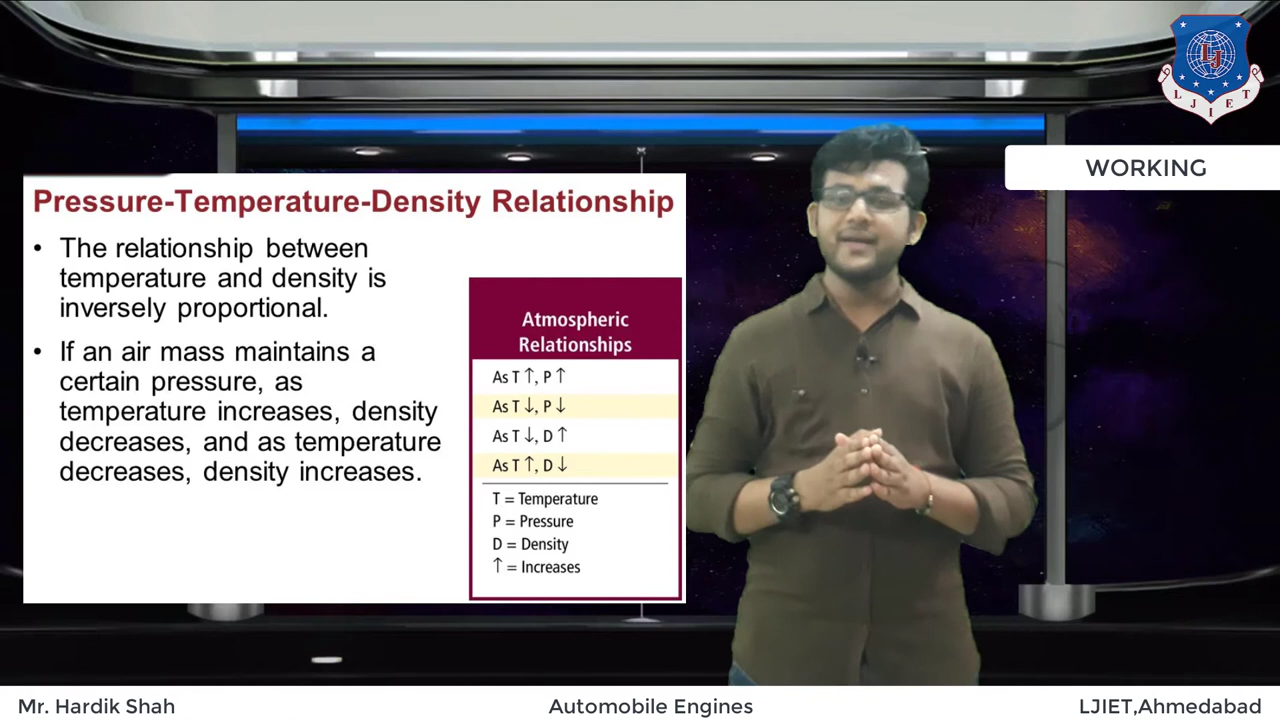 L J
L J I E T
WORKING
Pressure-Temperature-Density Relationship
• The relationship between
temperature and density is
inversely proportional.
• If an air mass maintains a
certain pressure, as
temperature increases, density
decreases, and as temperature
decreases, density increases.
Atmospheric
Relationships
As T ↑, P ↑
As T ↓, P ↓
As T ↓, D ↑
As T ↑, D ↓
T = Temperature
P = Pressure
D = Density
↑ = Increases
Mr. Hardik Shah
Automobile Engines
LJIET,Ahmedabad